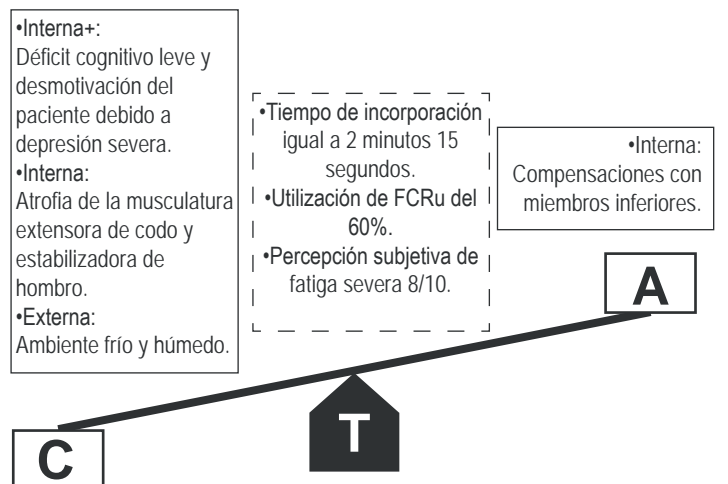 •Interna+:
Déficit cognitivo leve y
desmotivación del
paciente debido a
depresión severa.
•Interna:
Atrofia de la musculatura
extensora de codo y
estabilizadora de
hombro.
•Externa:
Ambiente frío y húmedo.
•Tiempo de incorporación
igual a 2 minutos 15
segundos.
•Utilización de FCRu del
60%.
•Percepción subjetiva de
fatiga severa 8/10.
•Interna:
Compensaciones con
miembros inferiores.
A
T
C